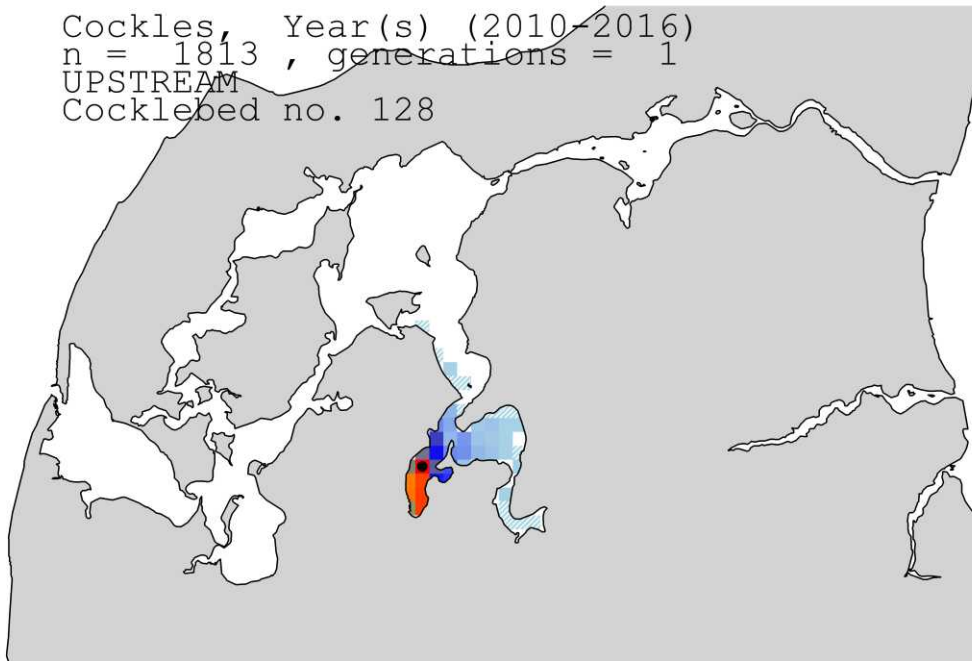 Cockles, Year(s) (2010-2016)
n = 1813 , generations = 1
UPSTREAM
Cocklebed no. 128